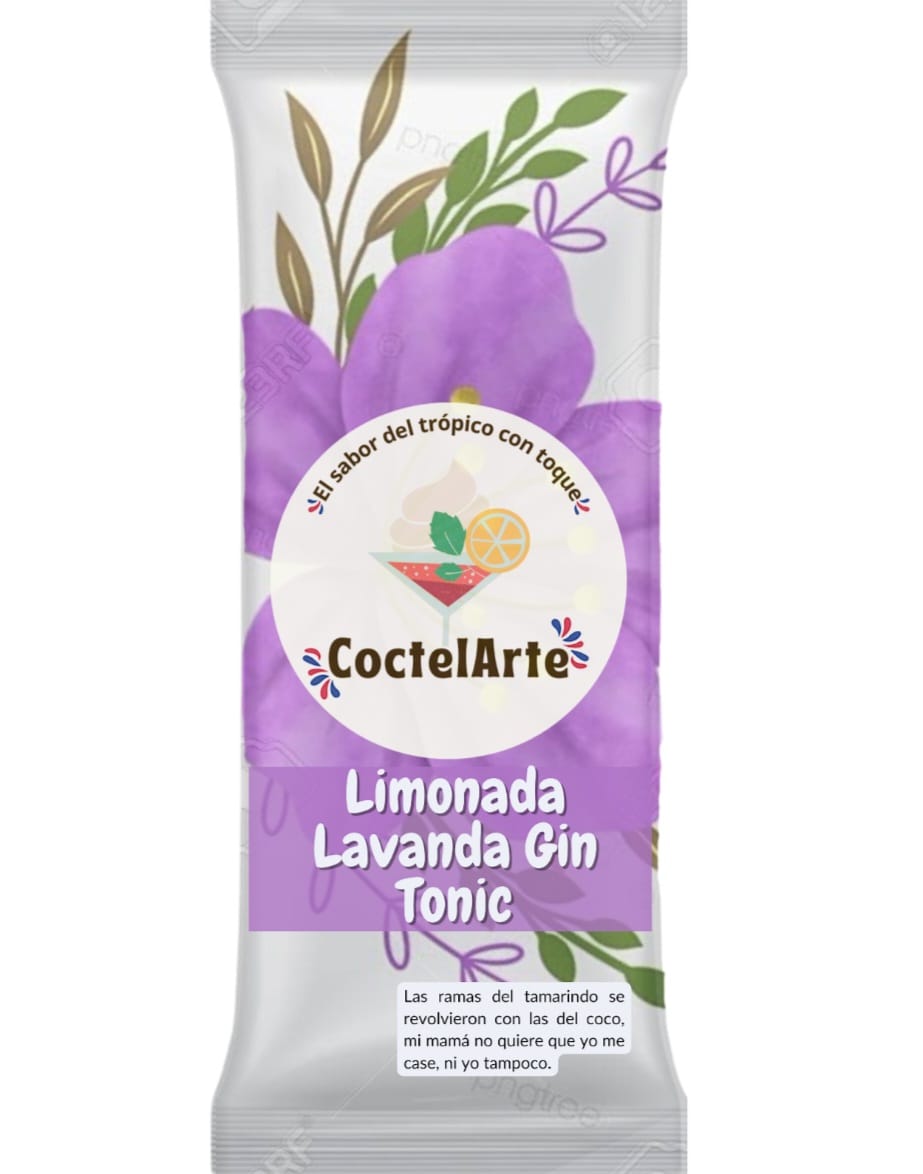 El sabor del trópico con toque
CoctelArte
Limonada
Lavanda Gin
Tonic
Las ramas del tamarindo se
revolvieron con las del coco,
mi mamá no quiere que yo me
case, ni yo tampoco.
pngtree